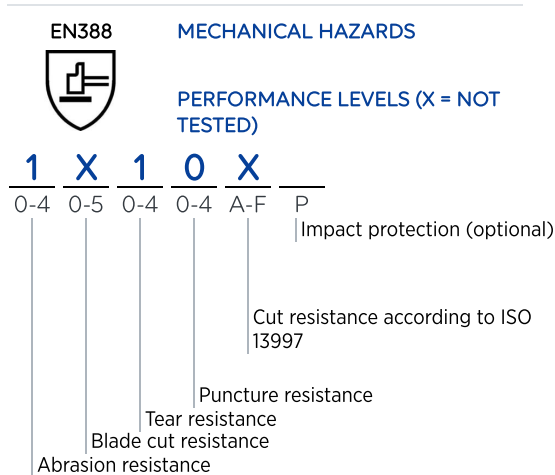 EN388
MECHANICAL HAZARDS
PERFORMANCE LEVELS (X = NOT
TESTED)
1 X 1 0 X
0-4 0-5 0-4 0-4 A-F P
Impact protection (optional)
Cut resistance according to ISO
13997
Puncture resistance
Tear resistance
Blade cut resistance
Abrasion resistance